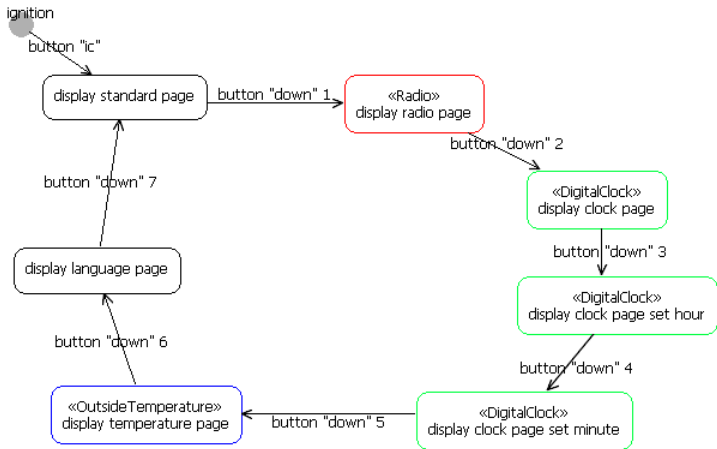 ignition
button "ic"
display standard page
button "down" 1
«Radio»
display radio page
button "down" 2
«DigitalClock»
display clock page
button "down" 3
«DigitalClock»
display clock page set hour
button "down" 4
«DigitalClock»
display clock page set minute
button "down" 5
«OutsideTemperature»
display temperature page
button "down" 6
display language page
button "down" 7